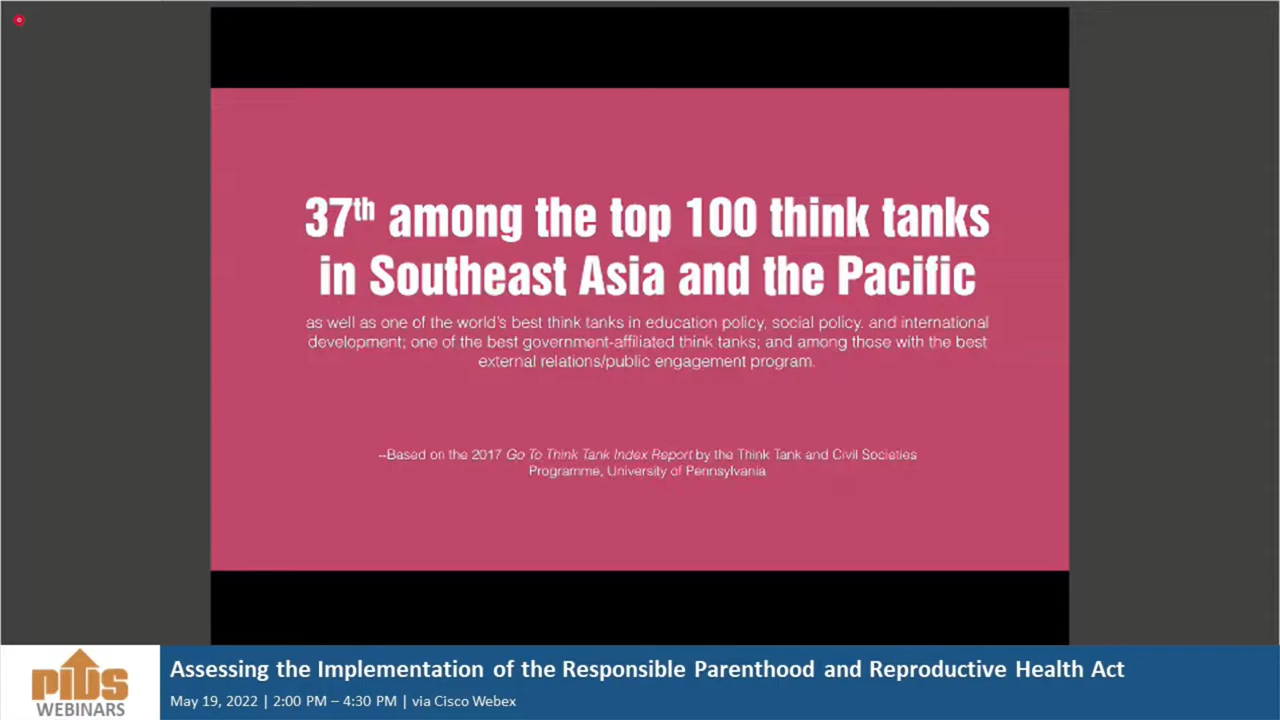 37th among the top 100 think tanks
in Southeast Asia and the Pacific
as well as one of the world's best think tanks in education policy, social policy, and international
development; one of the best government-affiliated think tanks; and among those with the best
external relations/public engagement program.
--Based on the 2017 Go To Think Tank Index Report by the Think Tank and Civil Societies
Programme, University of Pennsylvania
PIDS
WEBINARS
Assessing the Implementation of the Responsible Parenthood and Reproductive Health Act
May 19, 2022 | 2:00 PM – 4:30 PM | via Cisco Webex